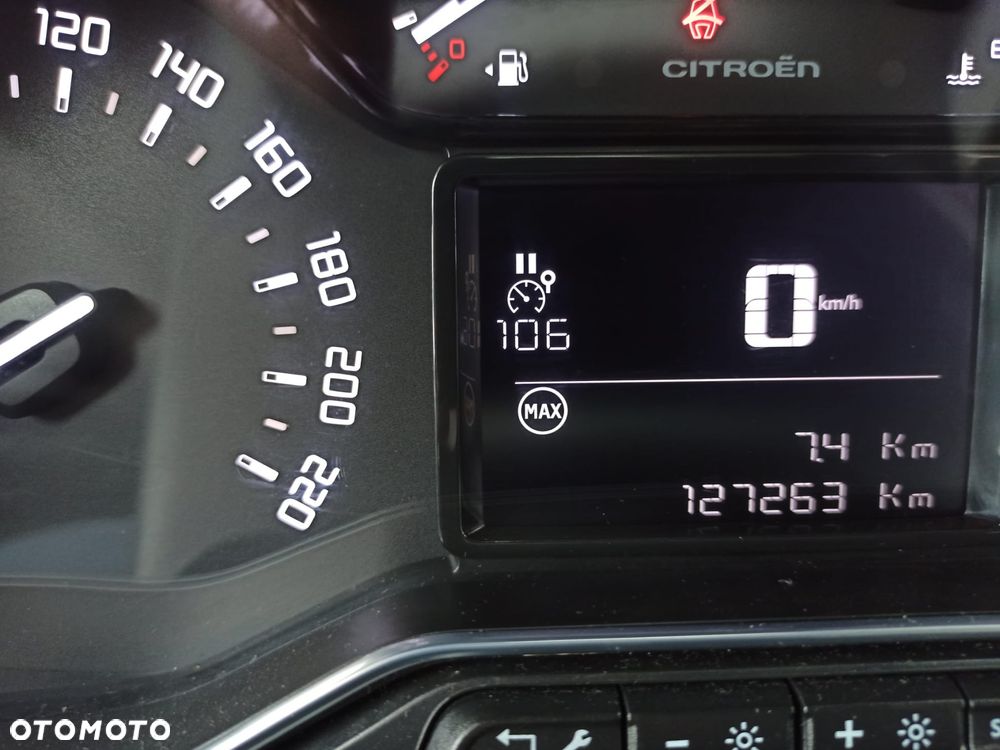 120
140
160
180
200
220
0
CITROËN
106
0 km/h
MAX
7.4 Km
127263 Km
- +
OTOMOTO